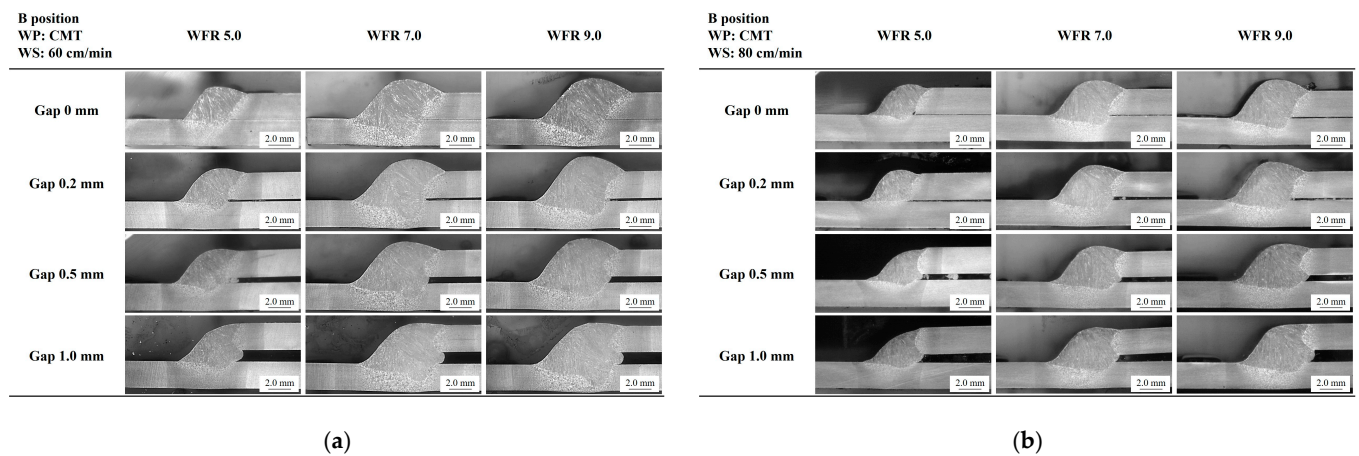 B position
WP: CMT
WS: 60 cm/min
WFR 5.0 WFR 7.0 WFR 9.0
Gap 0 mm
2.0 mm 2.0 mm 2.0 mm
Gap 0.2 mm
2.0 mm 2.0 mm 2.0 mm
Gap 0.5 mm
2.0 mm 2.0 mm 2.0 mm
Gap 1.0 mm
2.0 mm 2.0 mm 2.0 mm
(a)
B position
WP: CMT
WS: 80 cm/min
WFR 5.0 WFR 7.0 WFR 9.0
Gap 0 mm
2.0 mm 2.0 mm 2.0 mm
Gap 0.2 mm
2.0 mm 2.0 mm 2.0 mm
Gap 0.5 mm
2.0 mm 2.0 mm 2.0 mm
Gap 1.0 mm
2.0 mm 2.0 mm 2.0 mm
(b)